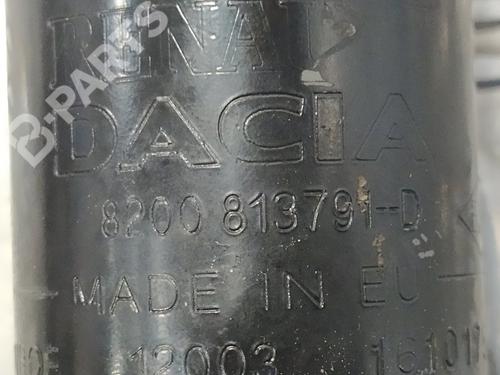 B-PARTS
RENAULT
DACIA
8200 813791-D
MADE IN EU
12003